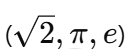 (√2, π, e)